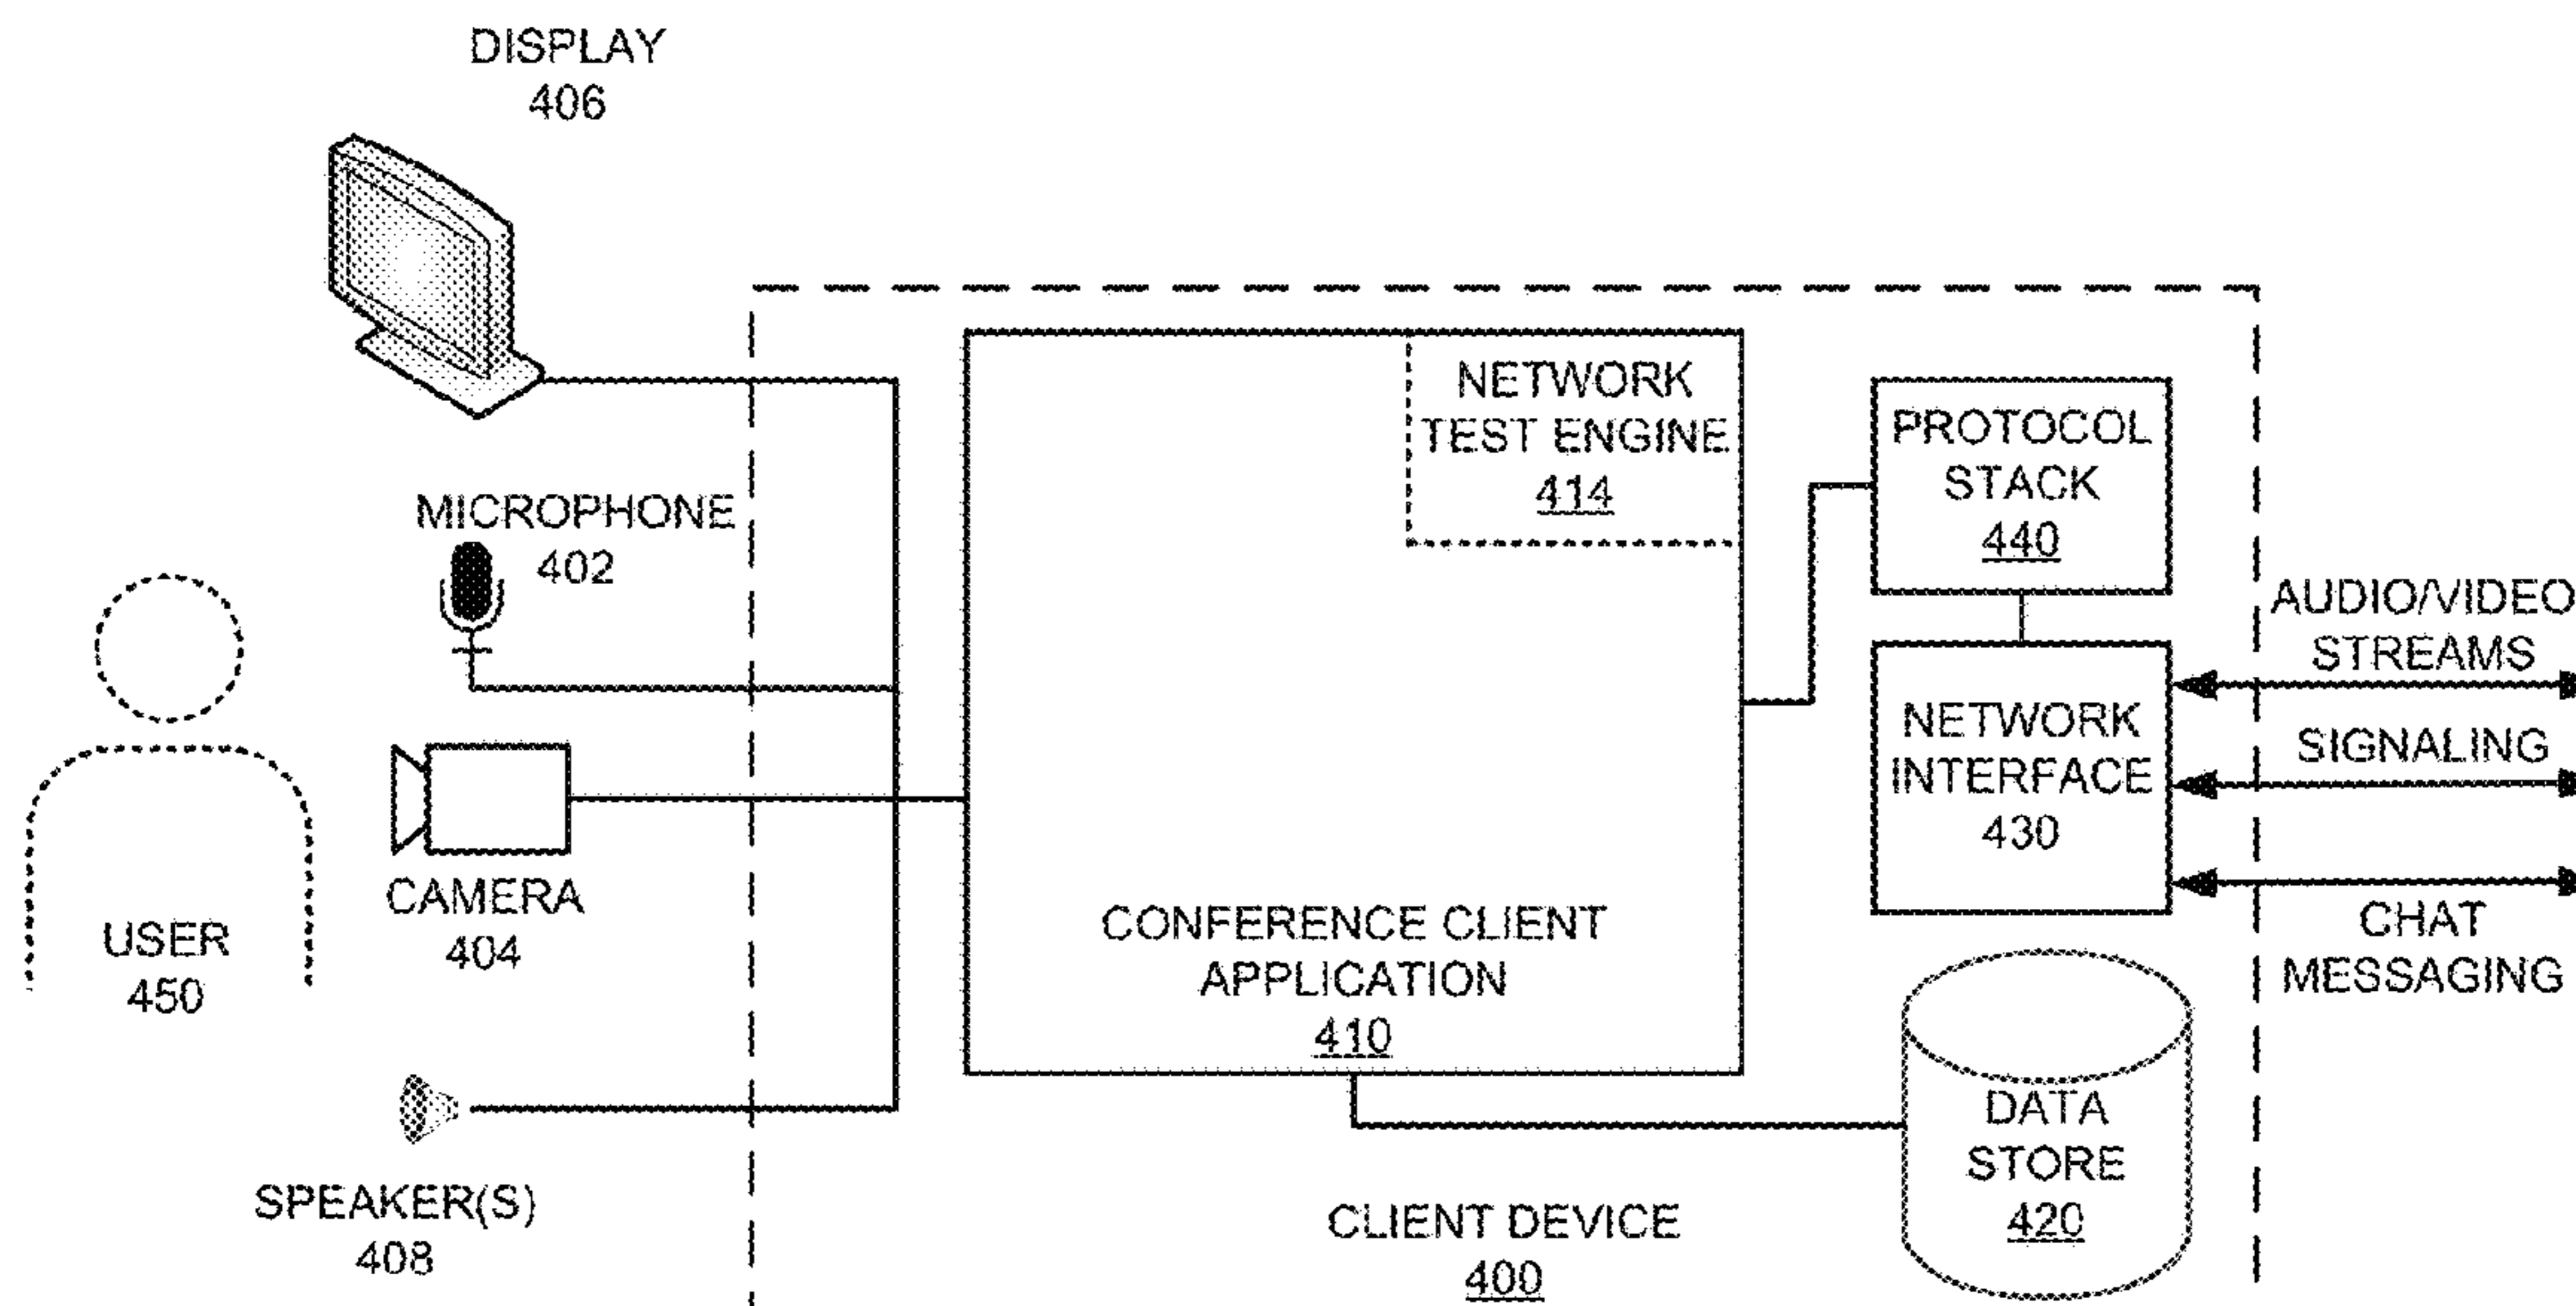 DISPLAY
406
NETWORK
TEST ENGINE
414
PROTOCOL
STACK
440
MICROPHONE
402
AUDIO/VIDEO
STREAMS
NETWORK
INTERFACE
430
SIGNALING
CAMERA
404
USER
450
CONFERENCE CLIENT
APPLICATION
410
CHAT
MESSAGING
DATA
STORE
420
SPEAKER(S)
408
CLIENT DEVICE
400